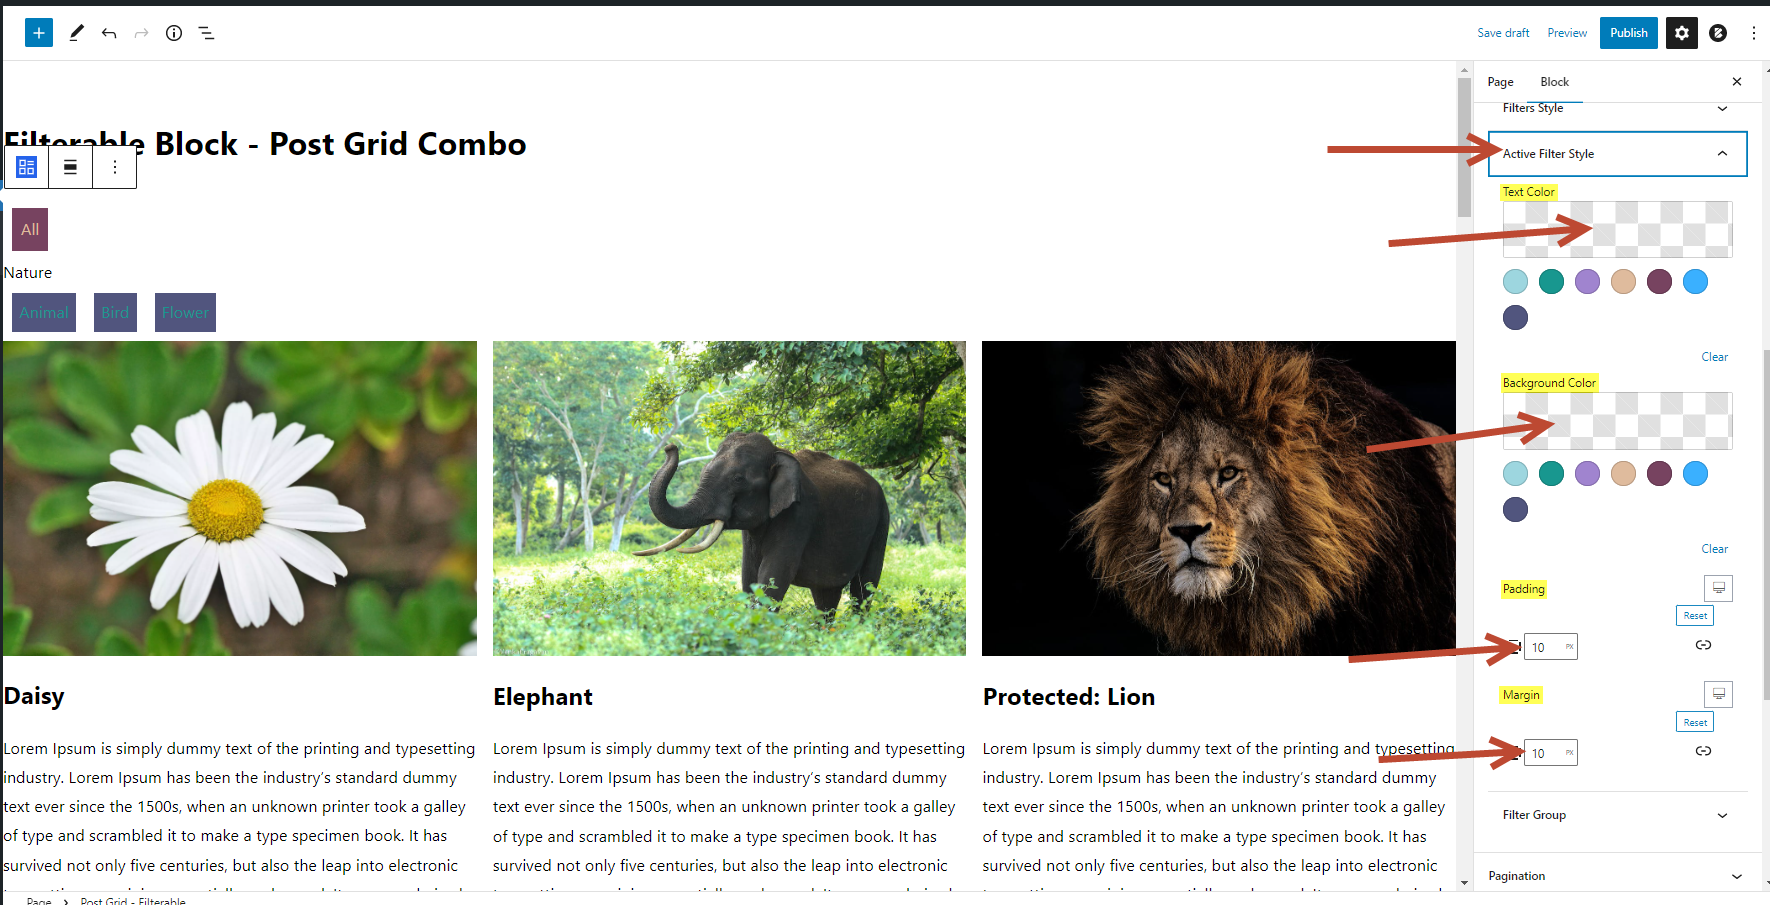 Save draft
Preview
Publish
Page
Block
Filters Style
Filterable Block - Post Grid Combo
Active Filter Style
Text Color
All
Nature
Animal
Bird
Flower
Clear
Background Color
Clear
Padding
Reset
10
PX
Margin
Reset
10
PX
Filter Group
Pagination
Daisy
Lorem Ipsum is simply dummy text of the printing and typesetting
industry. Lorem Ipsum has been the industry’s standard dummy
text ever since the 1500s, when an unknown printer took a galley
of type and scrambled it to make a type specimen book. It has
survived not only five centuries, but also the leap into electronic
Elephant
Lorem Ipsum is simply dummy text of the printing and typesetting
industry. Lorem Ipsum has been the industry’s standard dummy
text ever since the 1500s, when an unknown printer took a galley
of type and scrambled it to make a type specimen book. It has
survived not only five centuries, but also the leap into electronic
Protected: Lion
Lorem Ipsum is simply dummy text of the printing and typesetting
industry. Lorem Ipsum has been the industry’s standard dummy
text ever since the 1500s, when an unknown printer took a galley
of type and scrambled it to make a type specimen book. It has
survived not only five centuries, but also the leap into electronic
Page > Post Grid - Filterable